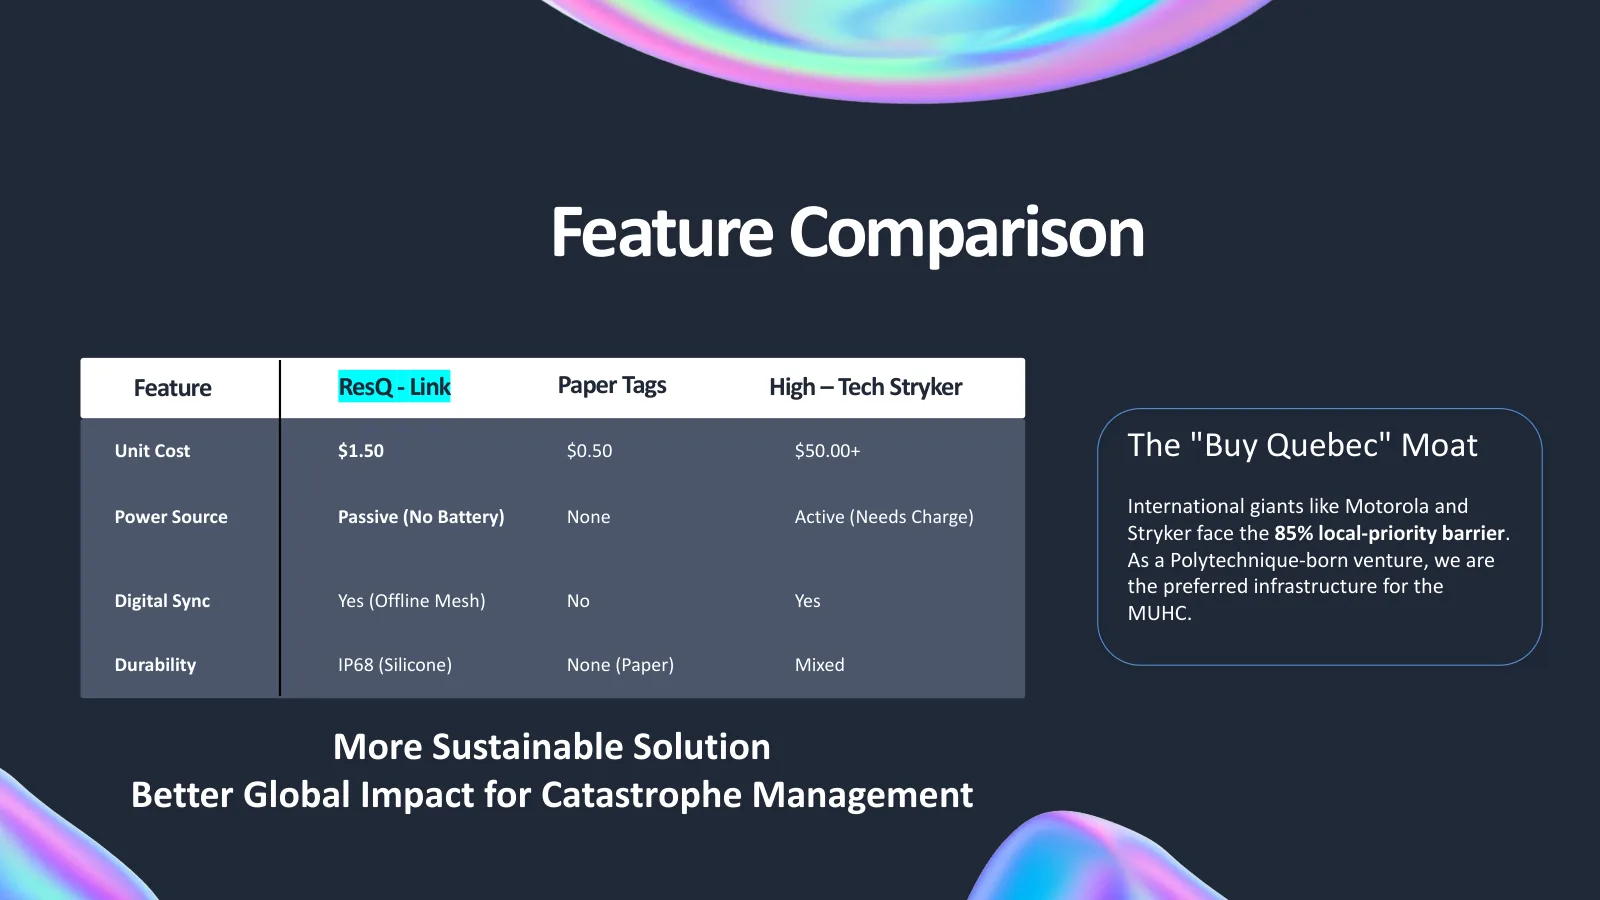 Feature Comparison
Feature ResQ - Link Paper Tags High – Tech Stryker
Unit Cost $1.50 $0.50 $50.00+
Power Source Passive (No Battery) None Active (Needs Charge)
Digital Sync Yes (Offline Mesh) No Yes
Durability IP68 (Silicone) None (Paper) Mixed
The "Buy Quebec" Moat
International giants like Motorola and
Stryker face the 85% local-priority barrier.
As a Polytechnique-born venture, we are
the preferred infrastructure for the
MUHC.
More Sustainable Solution
Better Global Impact for Catastrophe Management